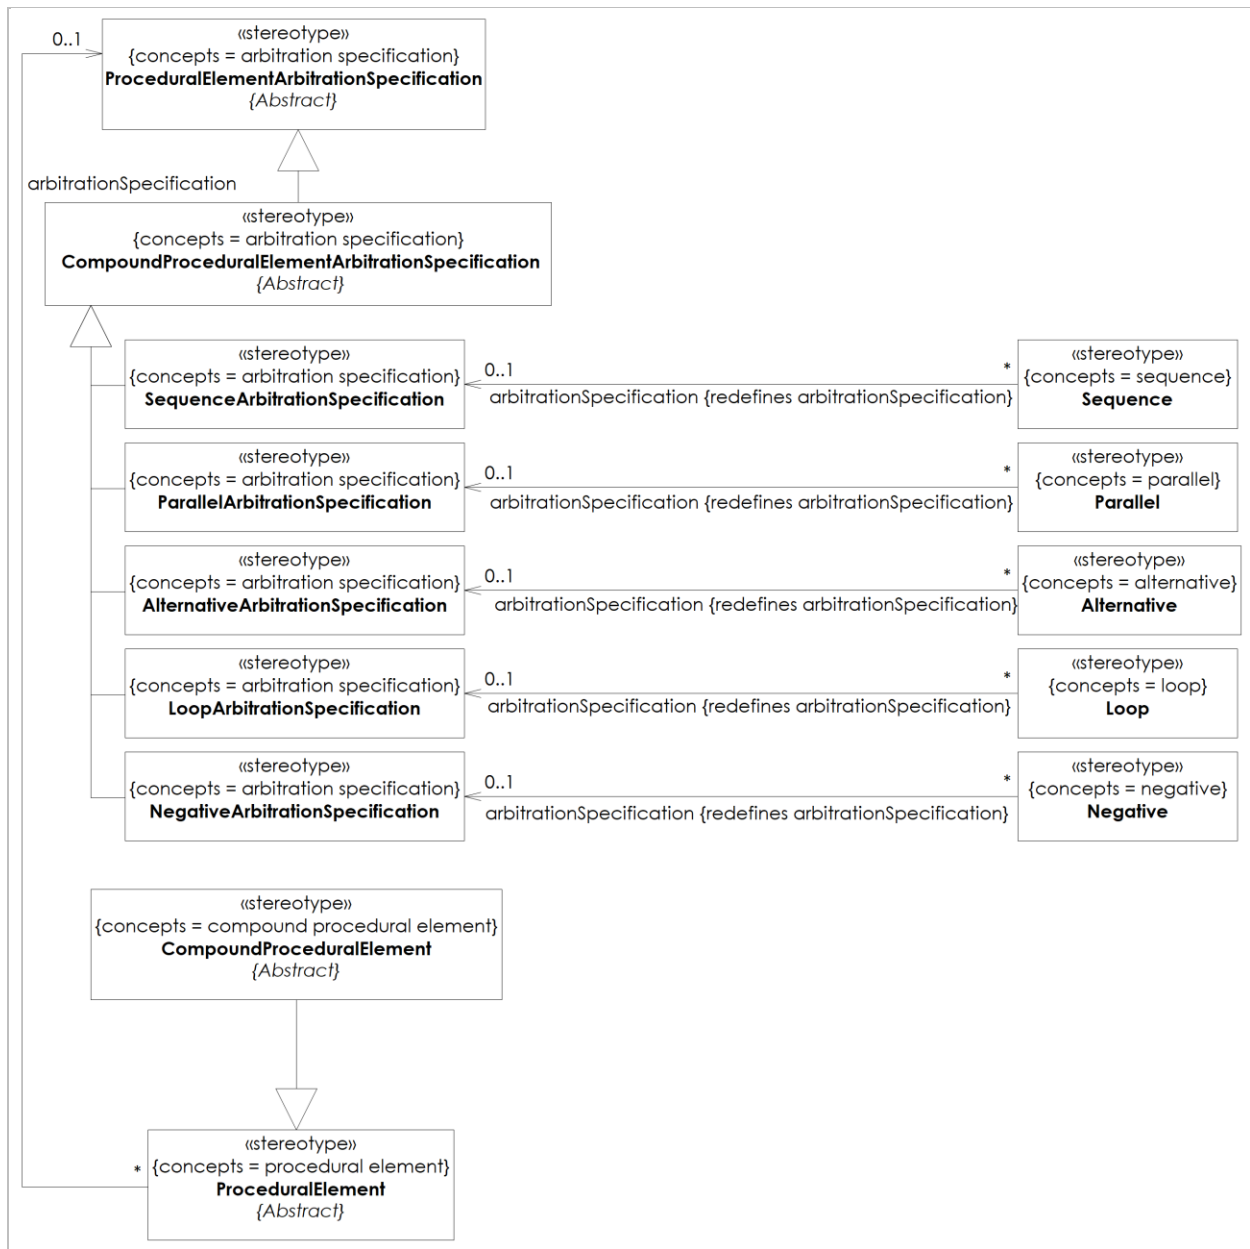 0..1
«stereotype»
{concepts = arbitration specification}
ProceduralElementArbitrationSpecification
{Abstract}
arbitrationSpecification
«stereotype»
{concepts = arbitration specification}
CompoundProceduralElementArbitrationSpecification
{Abstract}
«stereotype»
{concepts = arbitration specification}
SequenceArbitrationSpecification
0..1
*
arbitrationSpecification {redefines arbitrationSpecification}
«stereotype»
{concepts = sequence}
Sequence
«stereotype»
{concepts = arbitration specification}
ParallelArbitrationSpecification
0..1
*
arbitrationSpecification {redefines arbitrationSpecification}
«stereotype»
{concepts = parallel}
Parallel
«stereotype»
{concepts = arbitration specification}
AlternativeArbitrationSpecification
0..1
*
arbitrationSpecification {redefines arbitrationSpecification}
«stereotype»
{concepts = alternative}
Alternative
«stereotype»
{concepts = arbitration specification}
LoopArbitrationSpecification
0..1
*
arbitrationSpecification {redefines arbitrationSpecification}
«stereotype»
{concepts = loop}
Loop
«stereotype»
{concepts = arbitration specification}
NegativeArbitrationSpecification
0..1
*
arbitrationSpecification {redefines arbitrationSpecification}
«stereotype»
{concepts = negative}
Negative
«stereotype»
{concepts = compound procedural element}
CompoundProceduralElement
{Abstract}
*
«stereotype»
{concepts = procedural element}
ProceduralElement
{Abstract}